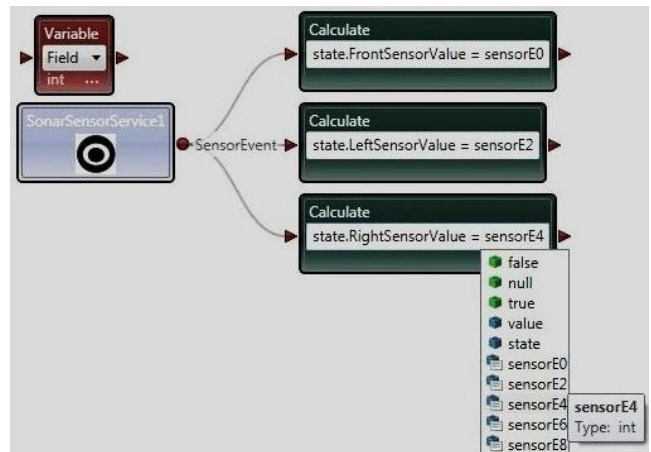 Variable
Field
int ...
SonarSensorService1
SensorEvent
Calculate
state.FrontSensorValue = sensorE0
Calculate
state.LeftSensorValue = sensorE2
Calculate
state.RightSensorValue = sensorE4
false
null
true
value
state
sensorE0
sensorE2
sensorE4
sensorE6
sensorE8
sensorE4
Type: int